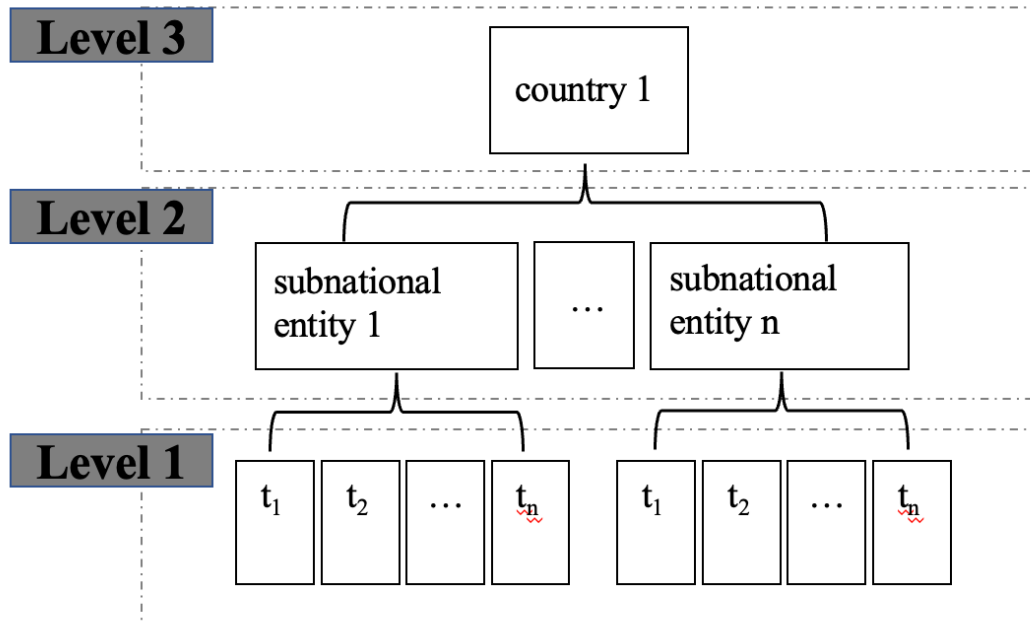 Level 3
country 1
Level 2
subnational
entity 1
…
subnational
entity n
Level 1
t₁ t₂ … tₙ t₁ t₂ … tₙ